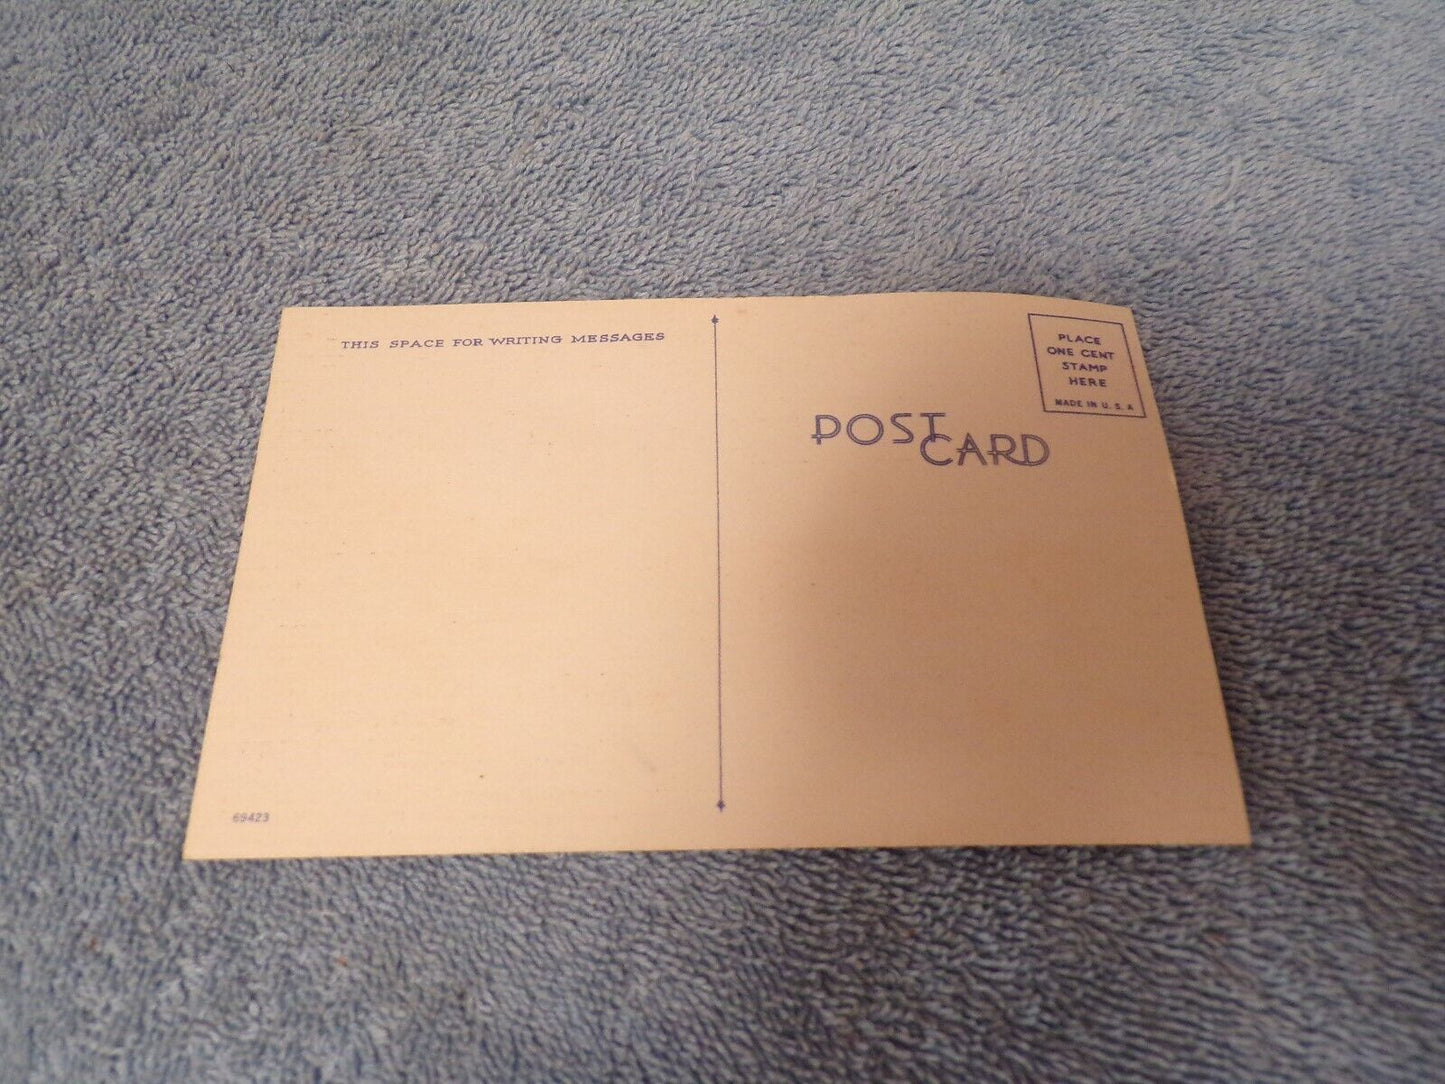 THIS SPACE FOR WRITING MESSAGES
PLACE
ONE CENT
STAMP
HERE
MADE IN U. S. A
POST
CARD
69423